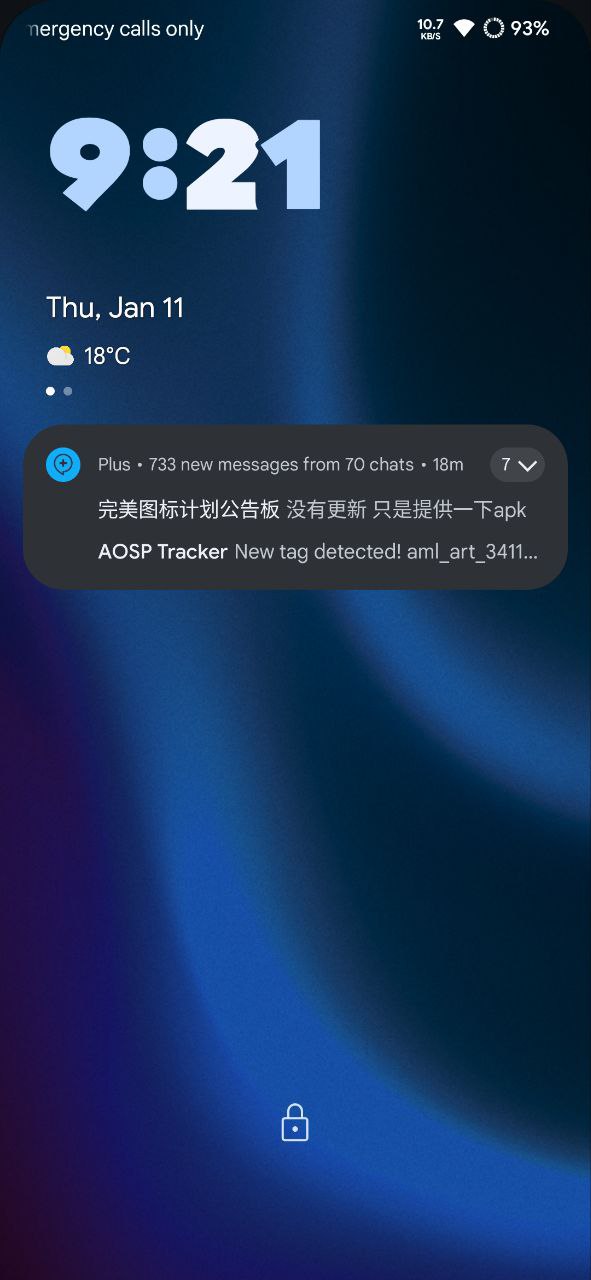 mergency calls only
10.7
KB/S
93%
9:21
Thu, Jan 11
18°C
Plus • 733 new messages from 70 chats • 18m
7
完美图标计划公告板 没有更新 只是提供一下apk
AOSP Tracker New tag detected! aml_art_3411...